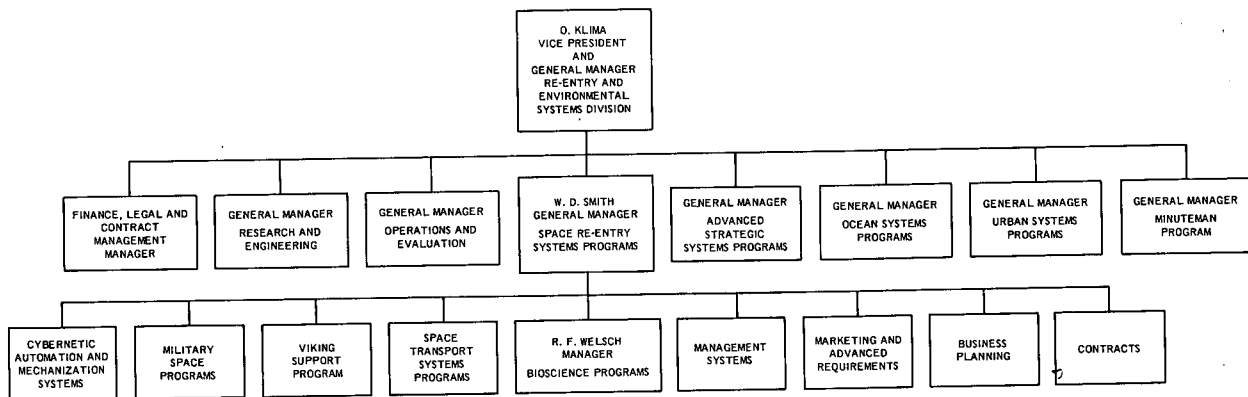 O. KLIMA
VICE PRESIDENT
AND
GENERAL MANAGER
RE-ENTRY AND
ENVIRONMENTAL
SYSTEMS DIVISION
FINANCE, LEGAL AND
CONTRACT
MANAGEMENT
MANAGER
GENERAL MANAGER
RESEARCH AND
ENGINEERING
GENERAL MANAGER
OPERATIONS AND
EVALUATION
W. D. SMITH
GENERAL MANAGER
SPACE RE-ENTRY
SYSTEMS PROGRAMS
GENERAL MANAGER
ADVANCED
STRATEGIC
SYSTEMS PROGRAMS
GENERAL MANAGER
OCEAN SYSTEMS
PROGRAMS
GENERAL MANAGER
URBAN SYSTEMS
PROGRAMS
GENERAL MANAGER
MINUTEMAN
PROGRAM
CYBERNETIC
AUTOMATION AND
MECHANIZATION
SYSTEMS
MILITARY
SPACE
PROGRAMS
VIKING
SUPPORT
PROGRAM
SPACE
TRANSPORT
SYSTEMS
PROGRAMS
R. F. WELSCH
MANAGER
BIOSCIENCE PROGRAMS
MANAGEMENT
SYSTEMS
MARKETING AND
ADVANCED
REQUIREMENTS
BUSINESS
PLANNING
CONTRACTS